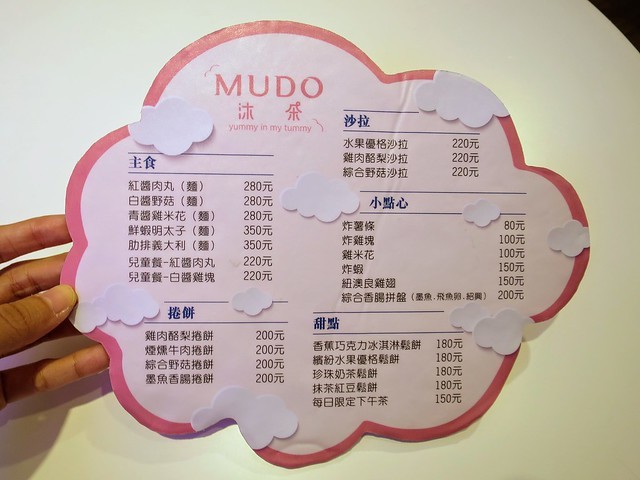 MUDO
沐 朵
yummy in my tummy
主食
紅醬肉丸（麵） 280元
白醬野菇（麵） 280元
青醬雞米花（麵） 280元
鮮蝦明太子（麵） 350元
肋排義大利（麵） 350元
兒童餐-紅醬肉丸 220元
兒童餐-白醬雞塊 220元
捲餅
雞肉酪梨捲餅 200元
煙燻牛肉捲餅 200元
綜合野菇捲餅 200元
墨魚香腸捲餅 200元
沙拉
水果優格沙拉 220元
雞肉酪梨沙拉 220元
綜合野菇沙拉 220元
小點心
炸薯條 80元
炸雞塊 100元
雞米花 100元
炸蝦 150元
紐澳良雞翅 150元
綜合香腸拼盤（墨魚.飛魚卵.紹興） 200元
甜點
香蕉巧克力冰淇淋鬆餅 180元
繽紛水果優格鬆餅 180元
珍珠奶茶鬆餅 180元
抹茶紅豆鬆餅 180元
每日限定下午茶 150元